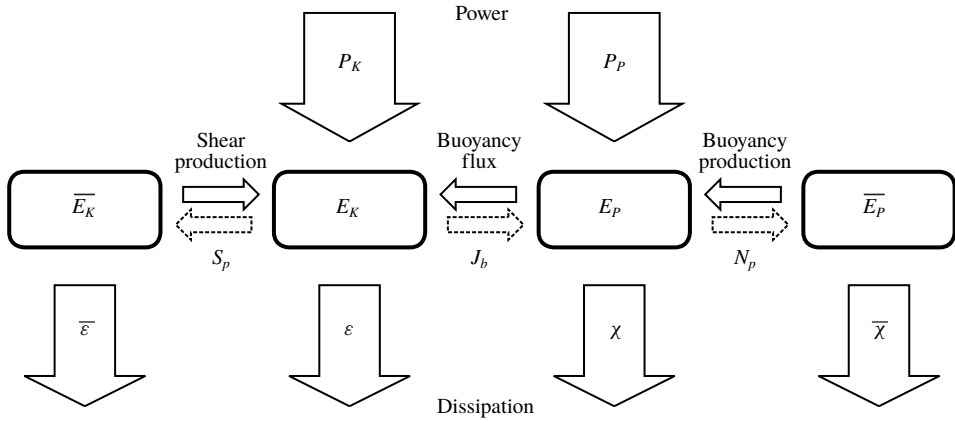 Power
P_K P_P
Shear production Buoyancy flux Buoyancy production
\overline{E_K} E_K E_P \overline{E_P}
S_p J_b N_p
\overline{ε} ε χ \overline{χ}
Dissipation